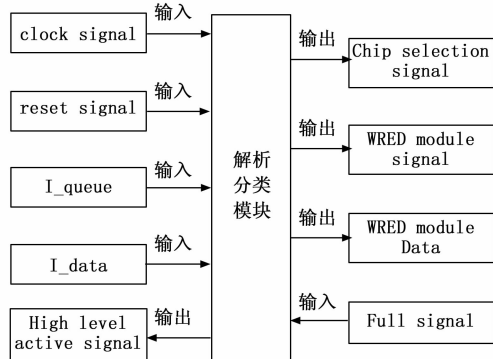 clock signal
输入
reset signal
输入
I_queue
输入
I_data
输入
High level
active signal
输出
解析
分类
模块
输出
Chip selection
signal
输出
WRED module
signal
输出
WRED module
Data
输入
Full signal